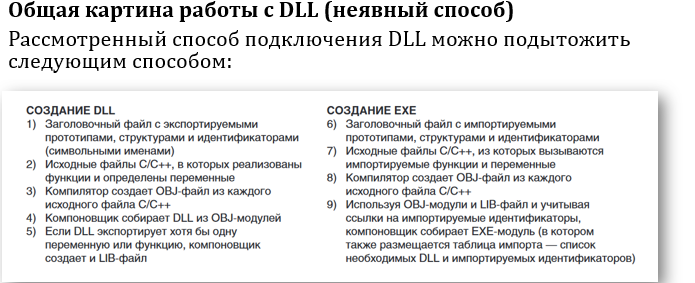 Общая картина работы с DLL (неявный способ)
Рассмотренный способ подключения DLL можно подытожить
следующим способом:
СОЗДАНИЕ DLL
1) Заголовочный файл с экспортируемыми
прототипами, структурами и идентификаторами
(символьными именами)
2) Исходные файлы C/C++, в которых реализованы
функции и определены переменные
3) Компилятор создает OBJ-файл из каждого
исходного файла C/C++
4) Компоновщик собирает DLL из OBJ-модулей
5) Если DLL экспортирует хотя бы одну
переменную или функцию, компоновщик
создает и LIB-файл
СОЗДАНИЕ EXE
6) Заголовочный файл с импортируемыми
прототипами, структурами и идентификаторами
7) Исходные файлы C/C++, из которых вызываются
импортируемые функции и переменные
8) Компилятор создает OBJ-файл из каждого
исходного файла C/C++
9) Используя OBJ-модули и LIB-файл и учитывая
ссылки на импортируемые идентификаторы,
компоновщик собирает EXE-модуль (в котором
также размещается таблица импорта — список
необходимых DLL и импортируемых идентификаторов)